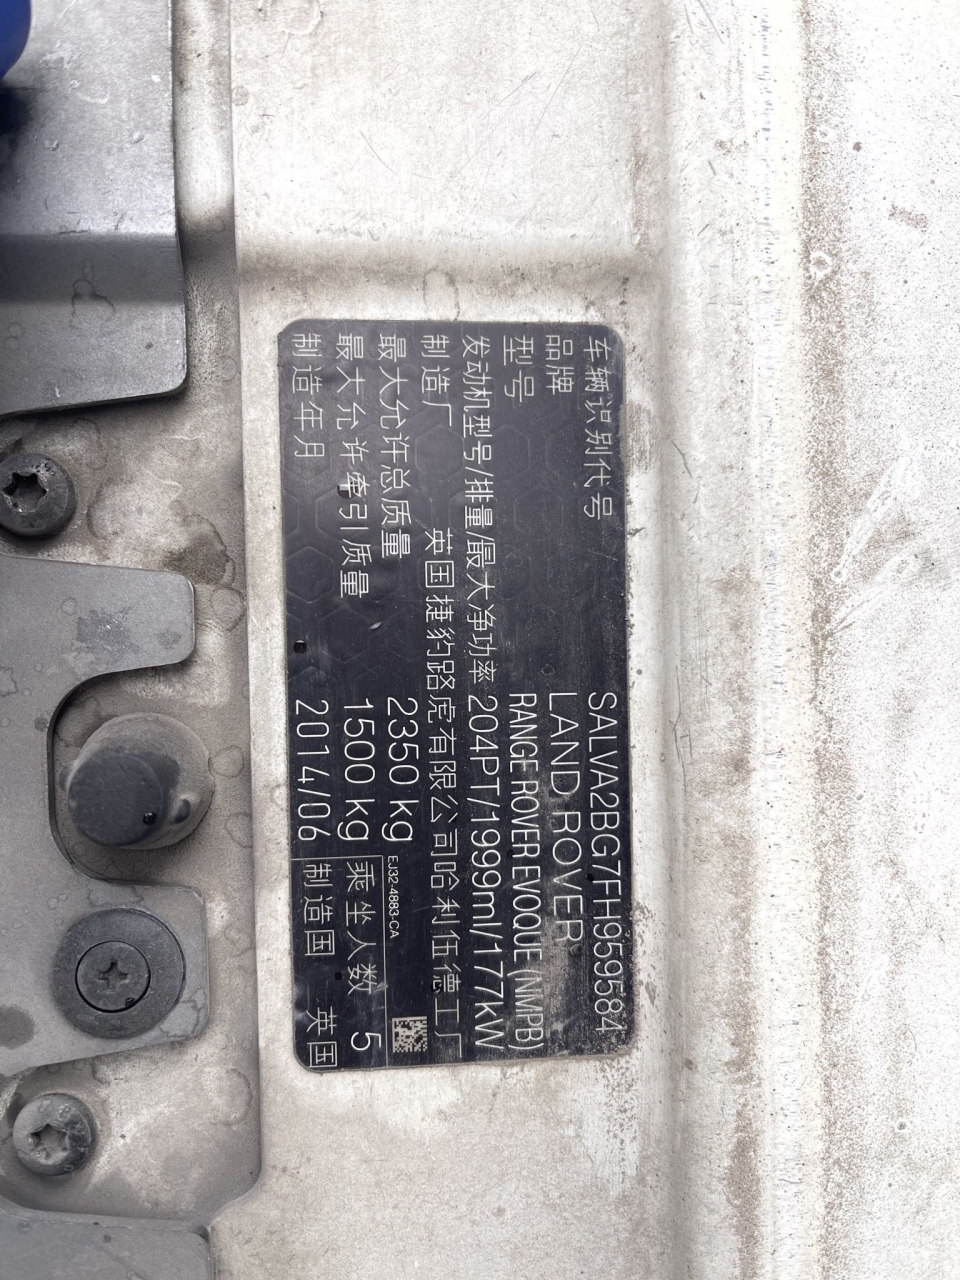 车辆识别代号 SALVA2BG7FH959584
品牌 LAND ROVER
型号 RANGE ROVER EVOQUE (NMPB)
发动机型号/排量/最大净功率 204PT/1999ml/177kW
制造厂 英国捷豹路虎有限公司哈利伍德工厂
最大允许总质量 2350 kg EJ32-4883-CA
最大允许牵引质量 1500 kg 乘坐人数 5
制造年月 2014/06 制造国 英国